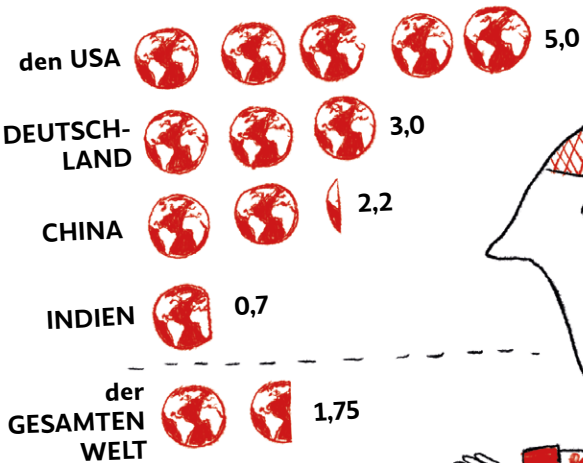 den USA
5,0
DEUTSCH-
LAND
3,0
CHINA
2,2
INDIEN
0,7
der
GESAMTEN
WELT
1,75